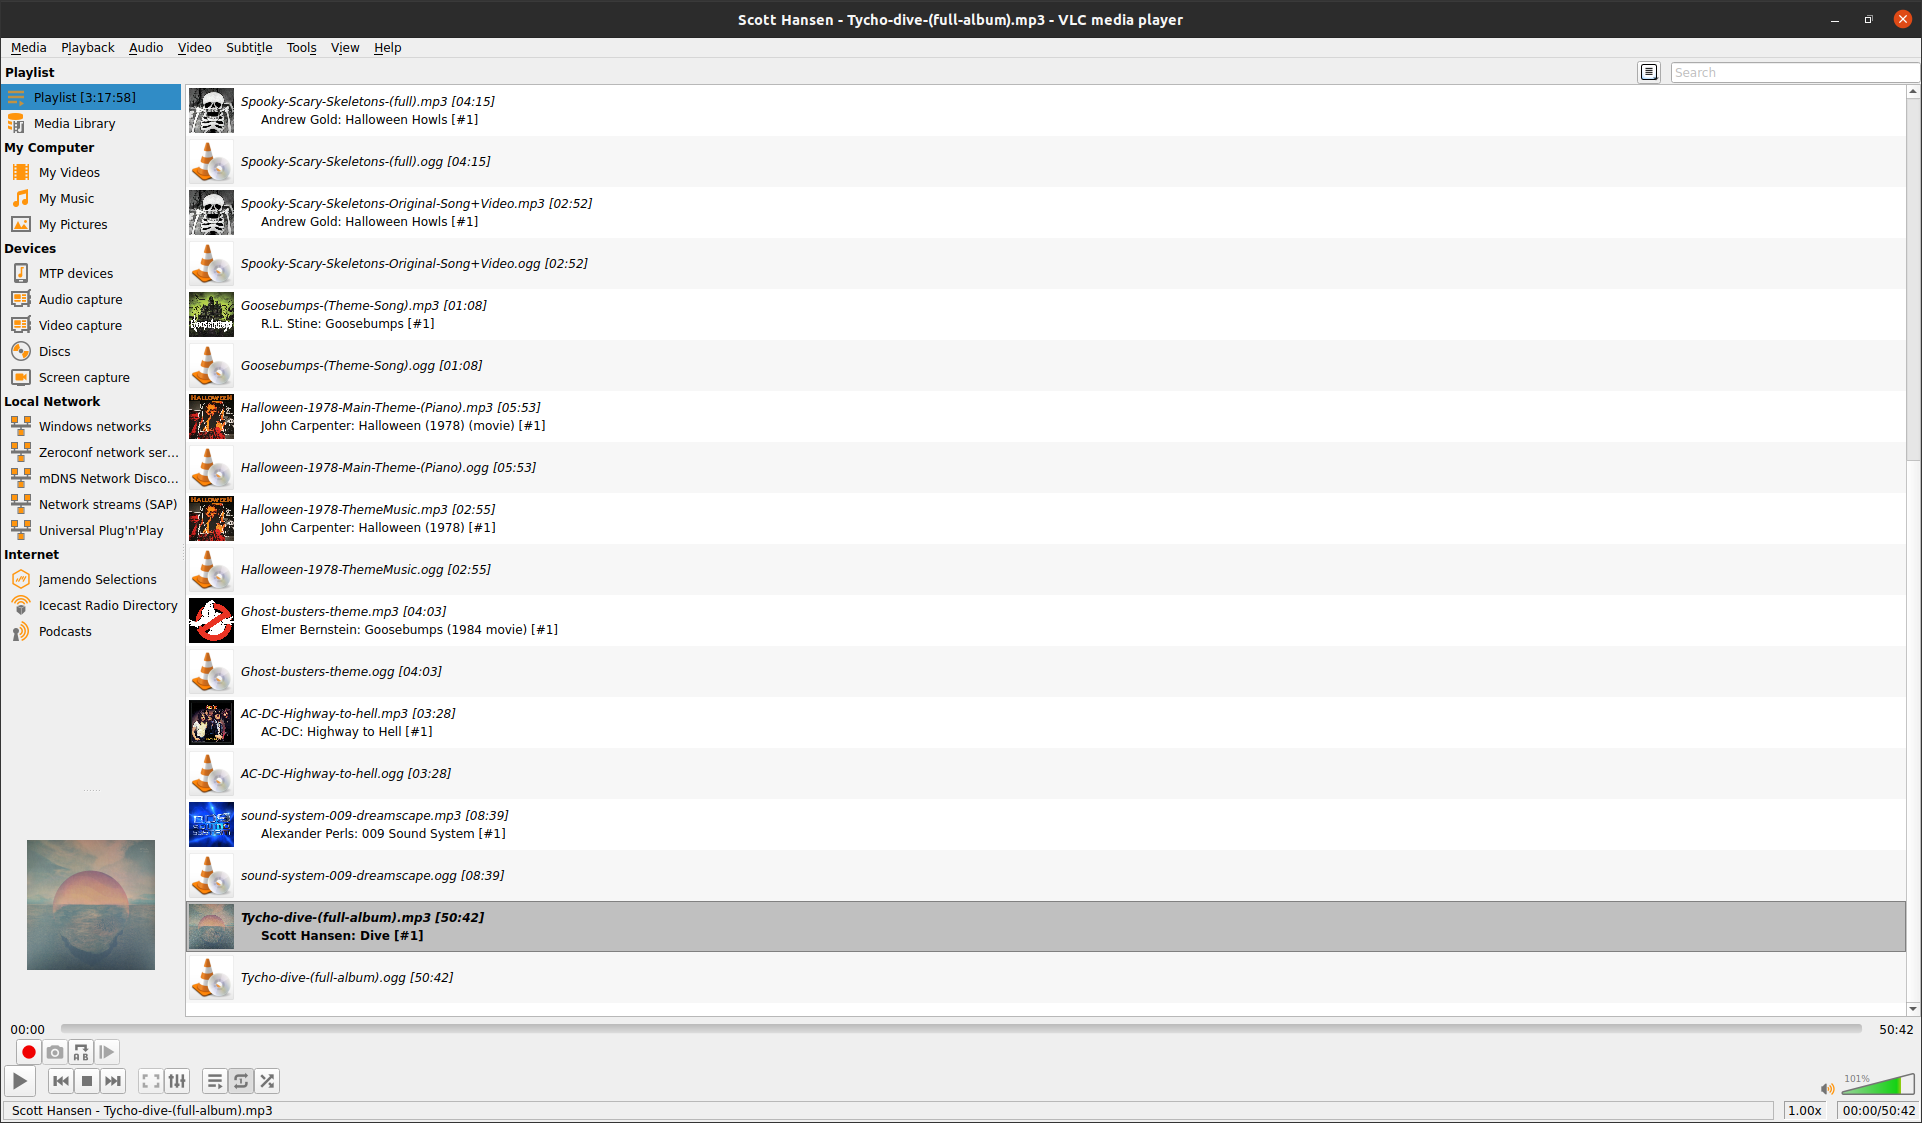 Scott Hansen - Tycho-dive-(full-album).mp3 - VLC media player
Media Playback Audio Video Subtitle Tools View Help
Playlist
Search
Playlist [3:17:58]
Media Library
My Computer
My Videos
My Music
My Pictures
Devices
MTP devices
Audio capture
Video capture
Discs
Screen capture
Local Network
Windows networks
Zeroconf network ser...
mDNS Network Disco...
Network streams (SAP)
Universal Plug'n'Play
Internet
Jamendo Selections
Icecast Radio Directory
Podcasts
Spooky-Scary-Skeletons-(full).mp3 [04:15]
Andrew Gold: Halloween Howls [#1]
Spooky-Scary-Skeletons-(full).ogg [04:15]
Spooky-Scary-Skeletons-Original-Song+Video.mp3 [02:52]
Andrew Gold: Halloween Howls [#1]
Spooky-Scary-Skeletons-Original-Song+Video.ogg [02:52]
Goosebumps-(Theme-Song).mp3 [01:08]
R.L. Stine: Goosebumps [#1]
Goosebumps-(Theme-Song).ogg [01:08]
Halloween-1978-Main-Theme-(Piano).mp3 [05:53]
John Carpenter: Halloween (1978) (movie) [#1]
Halloween-1978-Main-Theme-(Piano).ogg [05:53]
Halloween-1978-ThemeMusic.mp3 [02:55]
John Carpenter: Halloween (1978) [#1]
Halloween-1978-ThemeMusic.ogg [02:55]
Ghost-busters-theme.mp3 [04:03]
Elmer Bernstein: Goosebumps (1984 movie) [#1]
Ghost-busters-theme.ogg [04:03]
AC-DC-Highway-to-hell.mp3 [03:28]
AC-DC: Highway to Hell [#1]
AC-DC-Highway-to-hell.ogg [03:28]
sound-system-009-dreamscape.mp3 [08:39]
Alexander Perls: 009 Sound System [#1]
sound-system-009-dreamscape.ogg [08:39]
Tycho-dive-(full-album).mp3 [50:42]
Scott Hansen: Dive [#1]
Tycho-dive-(full-album).ogg [50:42]
00:00
50:42
A B
101%
Scott Hansen - Tycho-dive-(full-album).mp3
1.00x
00:00/50:42